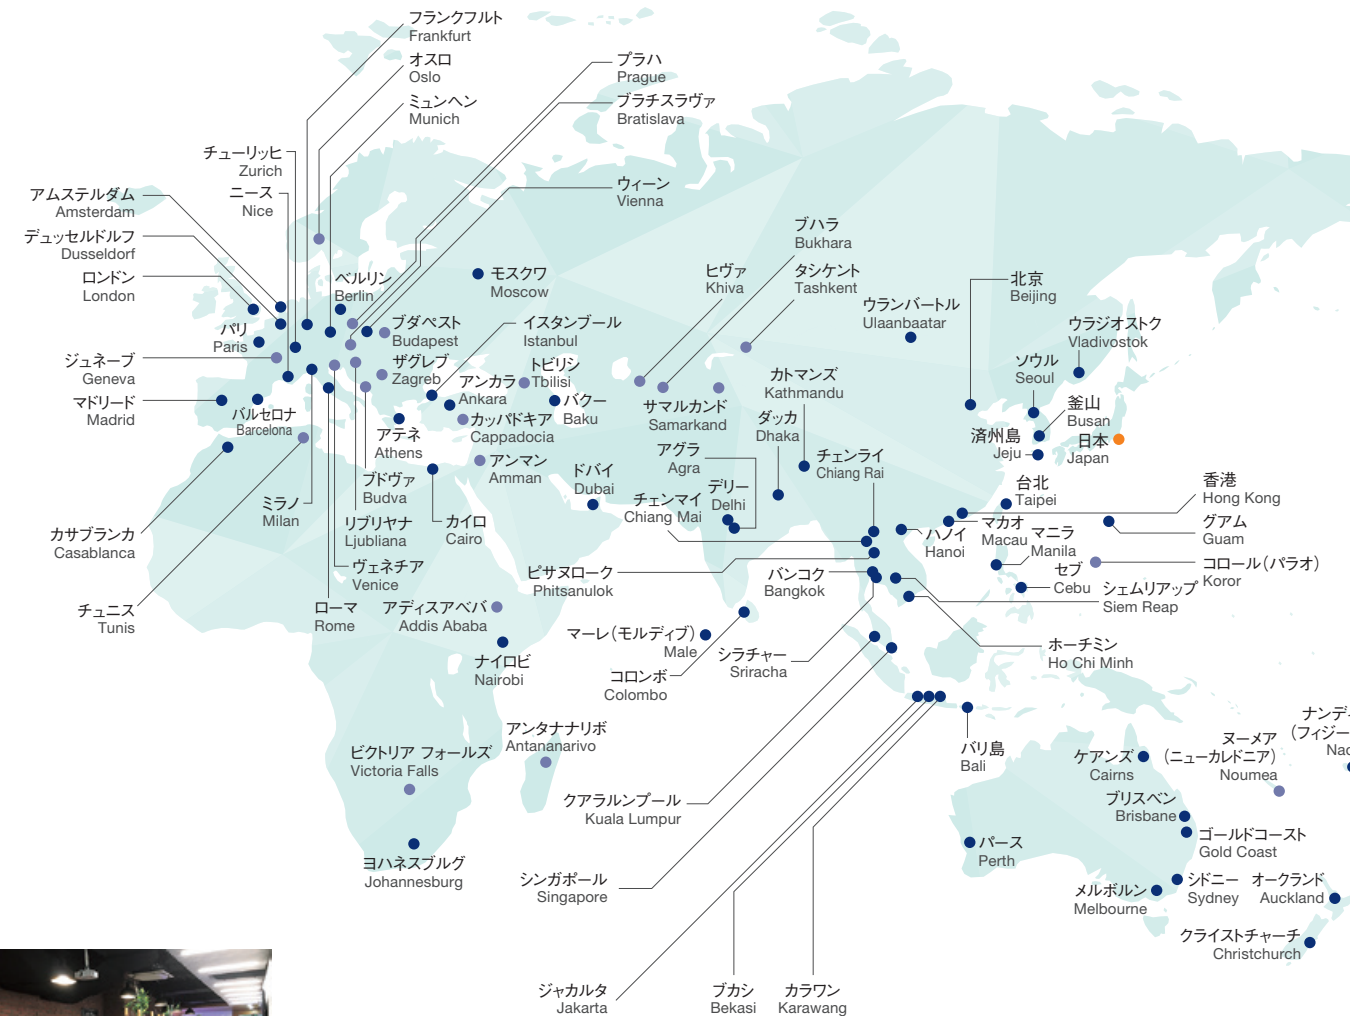 フランクフルト
Frankfurt
オスロ
Oslo
ミュンヘン
Munich
プラハ
Prague
ブラチスラヴァ
Bratislava
チューリッヒ
Zurich
ニース
Nice
アムステルダム
Amsterdam
デュッセルドルフ
Dusseldorf
ロンドン
London
パリ
Paris
ジュネーブ
Geneva
マドリード
Madrid
バルセロナ
Barcelona
ベルリン
Berlin
ウィーン
Vienna
モスクワ
Moscow
ブダペスト
Budapest
ザグレブ
Zagreb
イスタンブール
Istanbul
アンカラ
Ankara
トビリシ
Tbilisi
バクー
Baku
カッパドキア
Cappadocia
アテネ
Athens
アンマン
Amman
ブドヴァ
Budva
ミラノ
Milan
リブリヤナ
Ljubliana
カイロ
Cairo
ヴェネチア
Venice
ローマ
Rome
カサブランカ
Casablanca
チュニス
Tunis
アディスアベバ
Addis Ababa
ナイロビ
Nairobi
アンタナナリボ
Antananarivo
ビクトリア フォールズ
Victoria Falls
ヨハネスブルグ
Johannesburg
ブハラ
Bukhara
ヒヴァ
Khiva
タシケント
Tashkent
サマルカンド
Samarkand
ウランバートル
Ulaanbaatar
北京
Beijing
ウラジオストク
Vladivostok
ソウル
Seoul
釜山
Busan
済州島
Jeju
日本
Japan
カトマンズ
Kathmandu
ダッカ
Dhaka
アグラ
Agra
デリー
Delhi
ドバイ
Dubai
チェンライ
Chiang Rai
チェンマイ
Chiang Mai
ピサヌローク
Phitsanulok
バンコク
Bangkok
ハノイ
Hanoi
台北
Taipei
香港
Hong Kong
マカオ
Macau
マニラ
Manila
セブ
Cebu
グアム
Guam
コロール（パラオ）
Koror
シェムリアップ
Siem Reap
ホーチミン
Ho Chi Minh
マーレ（モルディブ）
Male
コロンボ
Colombo
シラチャー
Sriracha
クアラルンプール
Kuala Lumpur
シンガポール
Singapore
ジャカルタ
Jakarta
ブカシ
Bekasi
カラワン
Karawang
バリ島
Bali
ケアンズ
Cairns
ヌーメア
（ニューカレドニア）
Noumea
ナンディ
（フィジー
Nad
ブリスベン
Brisbane
ゴールドコースト
Gold Coast
パース
Perth
シドニー
Sydney
メルボルン
Melbourne
オークランド
Auckland
クライストチャーチ
Christchurch